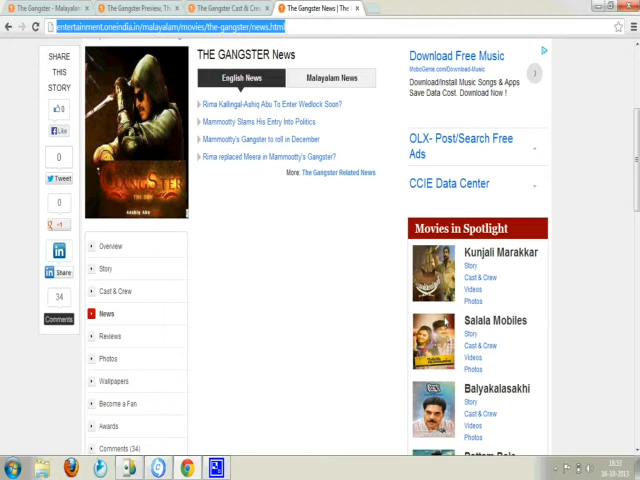 The Gangster - Malayalam
The Gangster Preview, Th
The Gangster Cast & Crew
The Gangster News | The
entertainment.oneindia.in/malayalam/movies/the-gangster/news.html
SHARE
THIS
STORY
0
Like
0
Tweet
0
+1
in
in Share
34
Comments
GANGSTER
Overview
Story
Cast & Crew
News
Reviews
Photos
Wallpapers
Become a Fan
Awards
Comments (34)
THE GANGSTER News
English News
Malayalam News
Rima Kallingal-Ashiq Abu To Enter Wedlock Soon?
Mammootty Slams His Entry Into Politics
Mammootty's Gangster to roll in December
Rima replaced Meera in Mammootty's Gangster?
More: The Gangster Related News
Download Free Music
MoboGenie.com/Download-Music
Download/Install Music Songs & Apps
Save Data Cost. Download Now !
OLX- Post/Search Free
Ads
CCIE Data Center
Movies in Spotlight
Kunjali Marakkar
Story
Cast & Crew
Videos
Photos
Salala Mobiles
Story
Cast & Crew
Videos
Photos
Balyakalasakhi
Story
Cast & Crew
Videos
18:53
16-10-2013